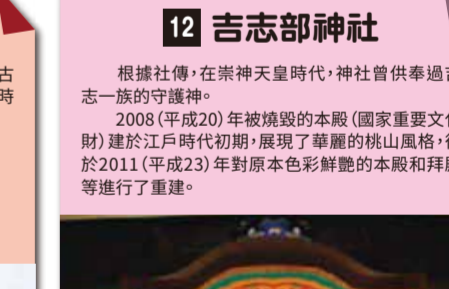 12 吉志部神社
古
時
根據社傳，在崇神天皇時代，神社曾供奉過
志一族的守護神。
2008（平成20）年被燒毀的本殿（國家重要文
財）建於江戶時代初期，展現了華麗的桃山風格，
於2011（平成23）年對原本色彩鮮艷的本殿和拜
等進行了重建。